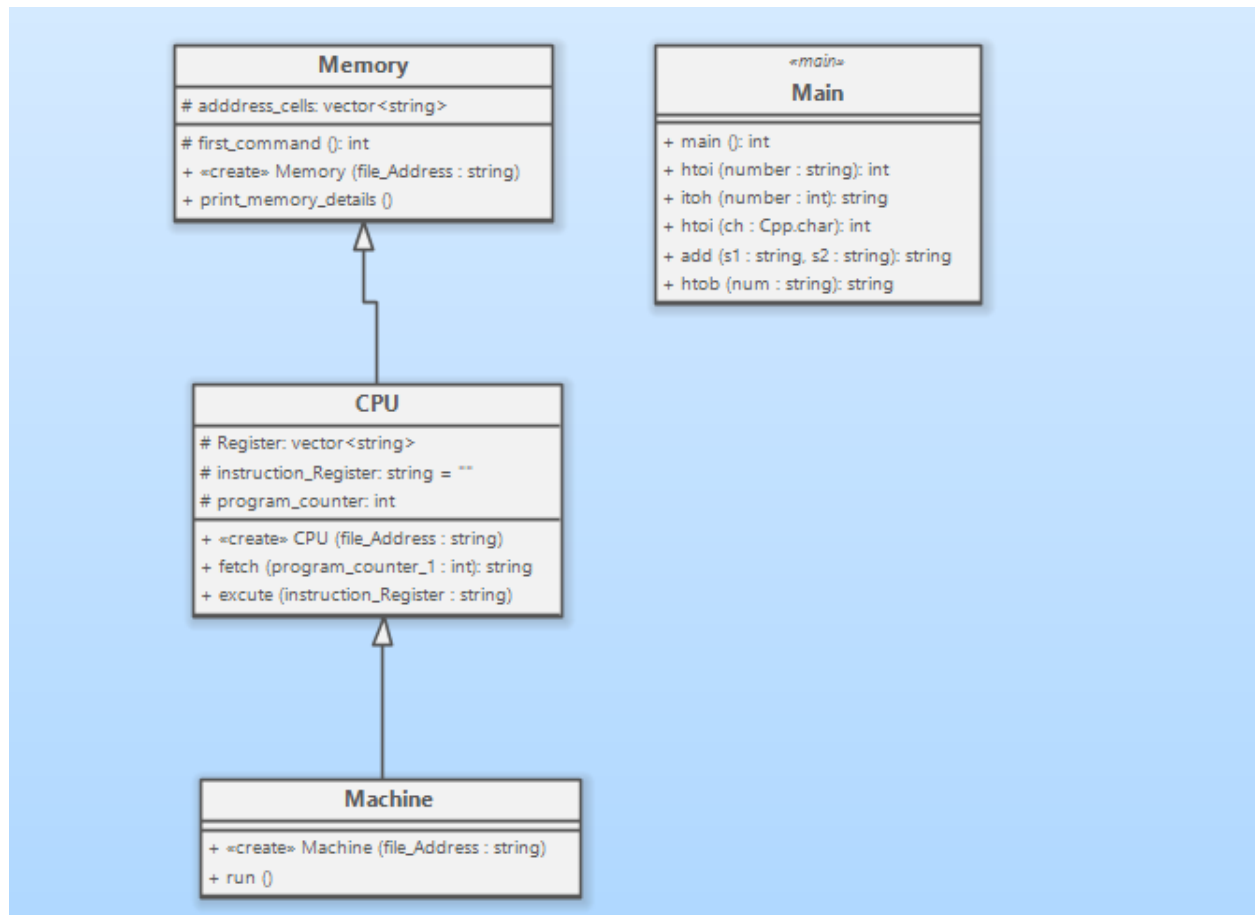 Memory
# adddress_cells: vector<string>
# first_command (): int
+ «create» Memory (file_Address : string)
+ print_memory_details ()
«main»
Main
+ main (): int
+ htoi (number : string): int
+ itoh (number : int): string
+ htoi (ch : Cpp.char): int
+ add (s1 : string, s2 : string): string
+ htob (num : string): string
CPU
# Register: vector<string>
# instruction_Register: string = ""
# program_counter: int
+ «create» CPU (file_Address : string)
+ fetch (program_counter_1 : int): string
+ excute (instruction_Register : string)
Machine
+ «create» Machine (file_Address : string)
+ run ()